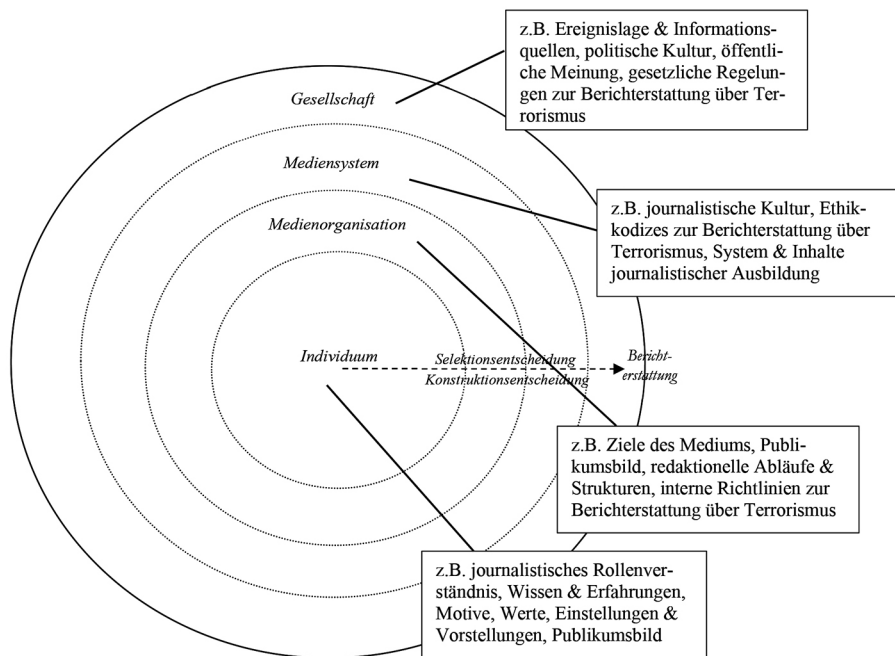 z.B. Ereignislage & Informations-
quellen, politische Kultur, öffentli-
che Meinung, gesetzliche Regelun-
gen zur Berichterstattung über Ter-
rorismus
Gesellschaft
Mediensystem
z.B. journalistische Kultur, Ethik-
kodizes zur Berichterstattung über
Terrorismus, System & Inhalte
journalistischer Ausbildung
Medienorganisation
Individuum
Selektionsentscheidung
Konstruktionsentscheidung
Bericht-
erstattung
z.B. Ziele des Mediums, Publi-
kumsbild, redaktionelle Abläufe &
Strukturen, interne Richtlinien zur
Berichterstattung über Terrorismus
z.B. journalistisches Rollenver-
ständnis, Wissen & Erfahrungen,
Motive, Werte, Einstellungen &
Vorstellungen, Publikumsbild